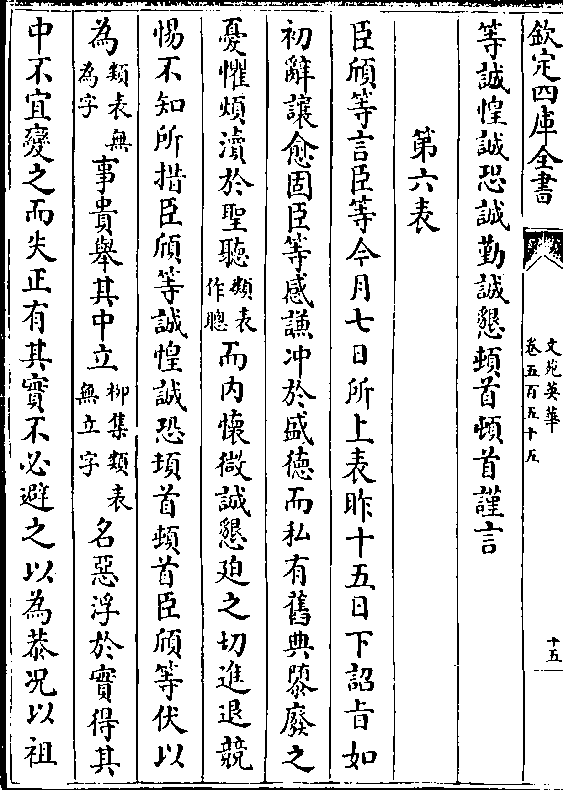 欽定四庫全書
文苑英華
卷五百五十五
十五
等誠惶誠恐誠勤誠懇頓首頓首謹言
第六表
臣頎等言臣等今月七日所上表昨十五日下詔旨如
初辭讓愈固臣等感謙冲於盛德而私有舊典隳廢之
憂懼煩瀆於聖聽類表作聰而内懐微誠懇廹之切進退兢
惕不知所措臣頎等誠惶誠恐頓首頓首臣頎等伏以
為類表無為字事貴舉其中立柳集類表無立字名惡浮於實得其
中不宜變之而失正有其實不必避之以為恭況以祖